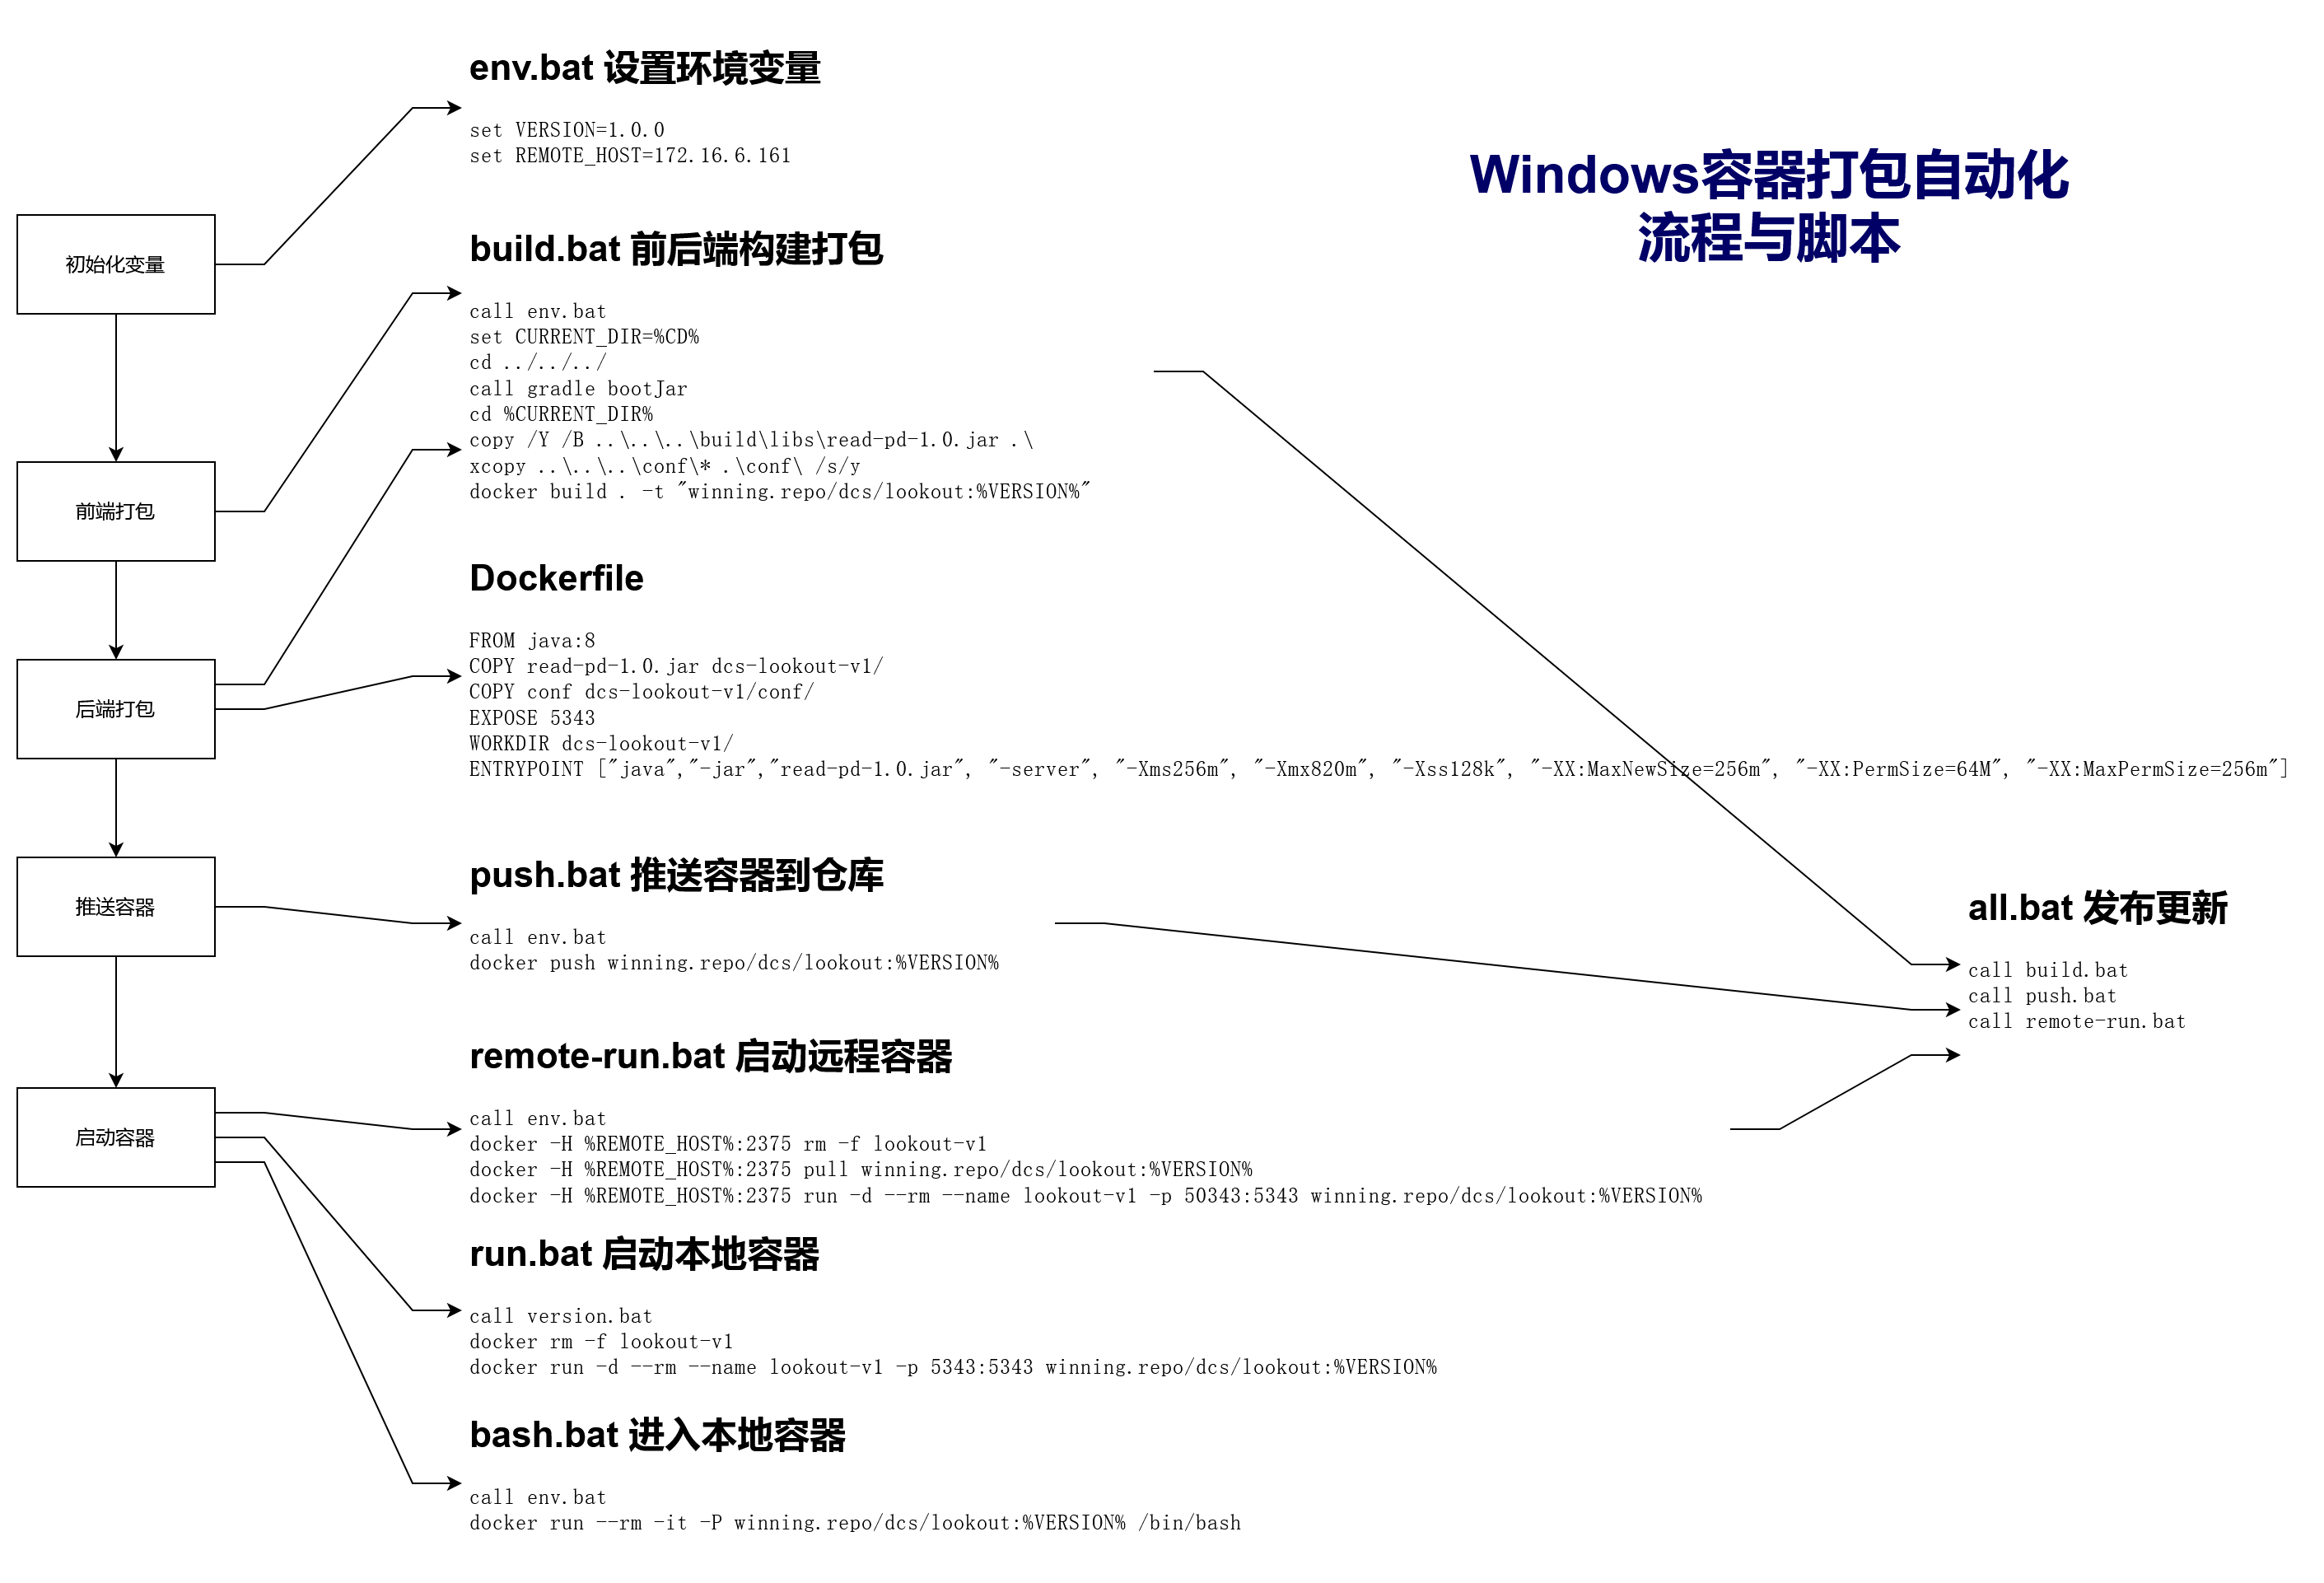 env.bat 设置环境变量
set VERSION=1.0.0
set REMOTE_HOST=172.16.6.161
Windows容器打包自动化
流程与脚本
初始化变量
build.bat 前后端构建打包
call env.bat
set CURRENT_DIR=%CD%
cd ../../../
call gradle bootJar
cd %CURRENT_DIR%
copy /Y /B ..\..\..\build\libs\read-pd-1.0.jar .\
xcopy ..\..\..\conf\* .\conf\ /s/y
docker build . -t "winning.repo/dcs/lookout:%VERSION%"
前端打包
Dockerfile
FROM java:8
COPY read-pd-1.0.jar dcs-lookout-v1/
COPY conf dcs-lookout-v1/conf/
EXPOSE 5343
WORKDIR dcs-lookout-v1/
ENTRYPOINT ["java","-jar","read-pd-1.0.jar", "-server", "-Xms256m", "-Xmx820m", "-Xss128k", "-XX:MaxNewSize=256m", "-XX:PermSize=64M", "-XX:MaxPermSize=256m"]
后端打包
push.bat 推送容器到仓库
call env.bat
docker push winning.repo/dcs/lookout:%VERSION%
推送容器
all.bat 发布更新
call build.bat
call push.bat
call remote-run.bat
remote-run.bat 启动远程容器
call env.bat
docker -H %REMOTE_HOST%:2375 rm -f lookout-v1
docker -H %REMOTE_HOST%:2375 pull winning.repo/dcs/lookout:%VERSION%
docker -H %REMOTE_HOST%:2375 run -d --rm --name lookout-v1 -p 50343:5343 winning.repo/dcs/lookout:%VERSION%
启动容器
run.bat 启动本地容器
call version.bat
docker rm -f lookout-v1
docker run -d --rm --name lookout-v1 -p 5343:5343 winning.repo/dcs/lookout:%VERSION%
bash.bat 进入本地容器
call env.bat
docker run --rm -it -P winning.repo/dcs/lookout:%VERSION% /bin/bash